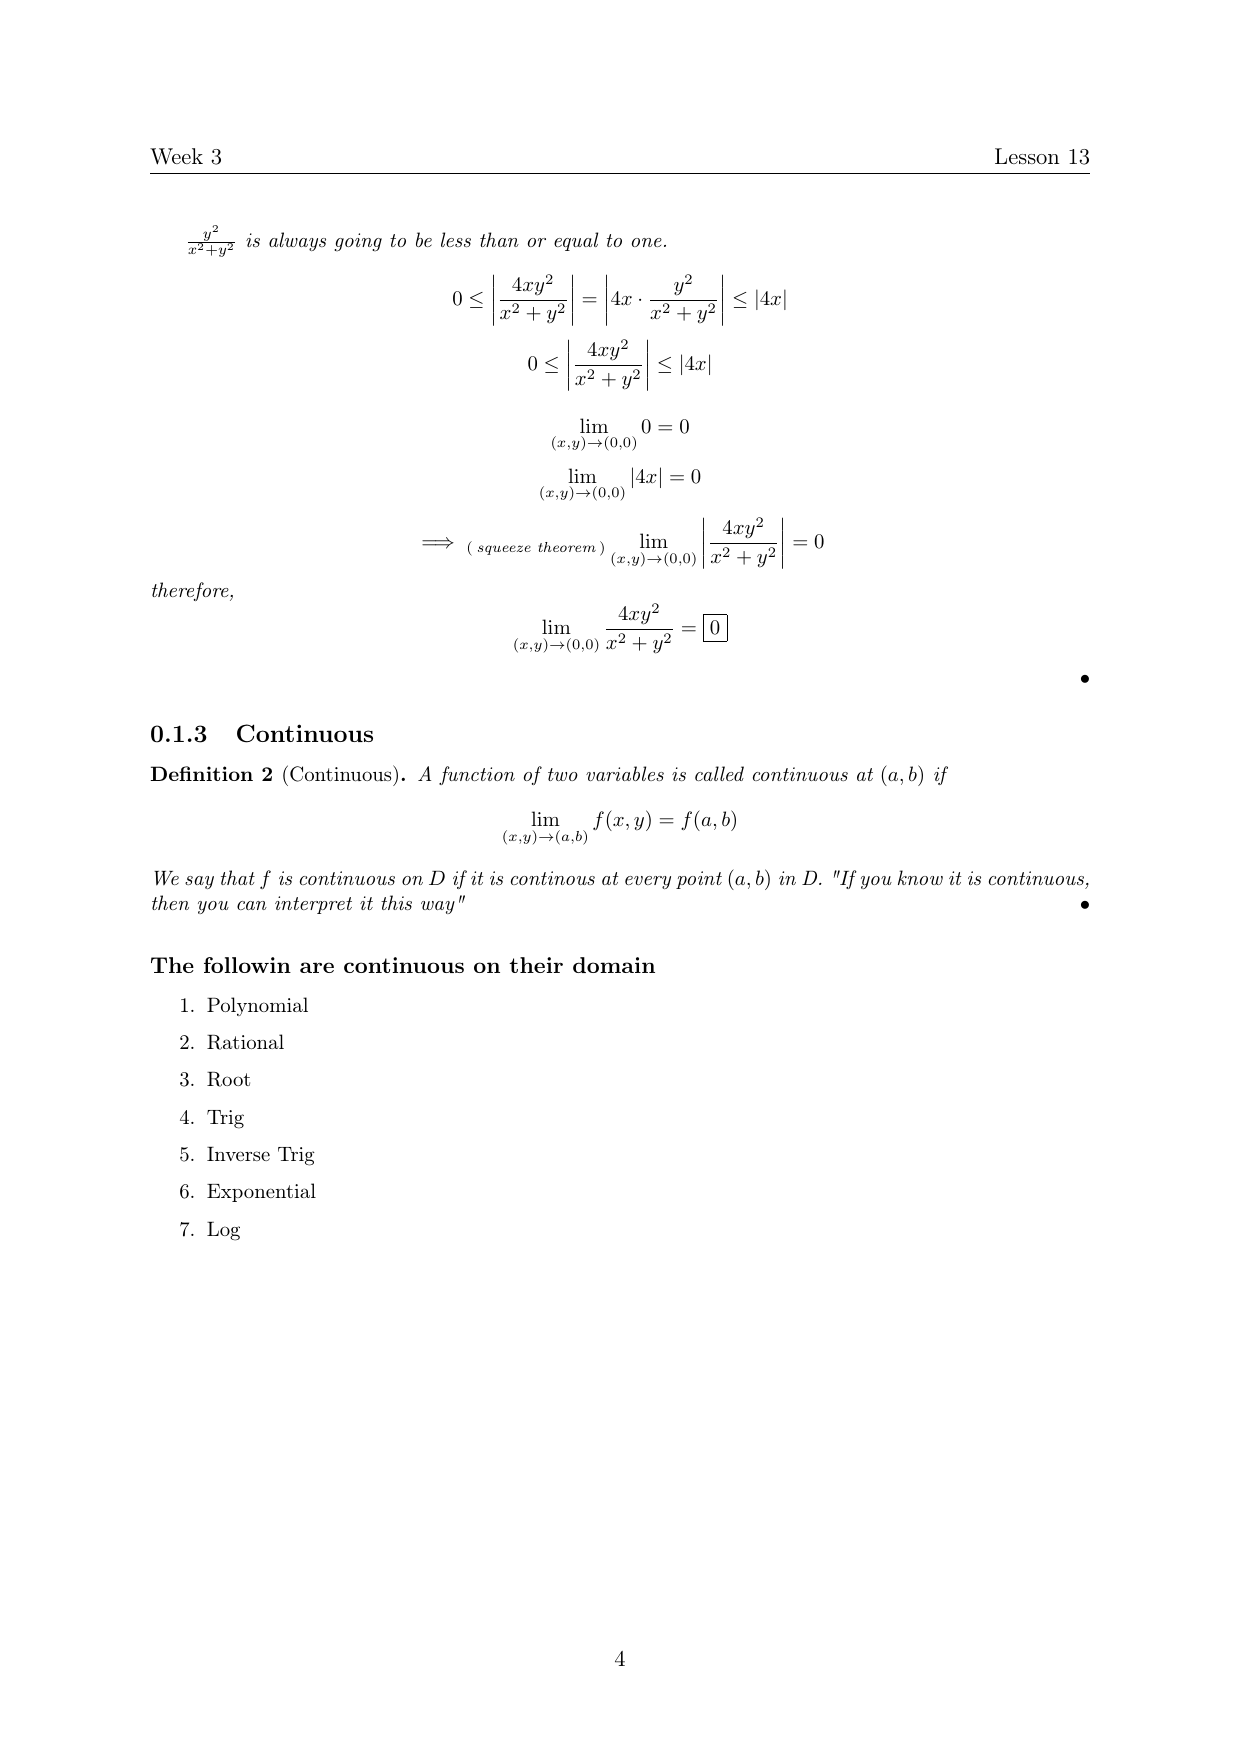 Week 3 Lesson 13
$\frac{y^2}{x^2+y^2}$ is always going to be less than or equal to one.
$0 \leq \left|\frac{4xy^2}{x^2+y^2}\right| = \left|4x \cdot \frac{y^2}{x^2+y^2}\right| \leq |4x|$
$0 \leq \left|\frac{4xy^2}{x^2+y^2}\right| \leq |4x|$
$\lim_{(x,y)\to(0,0)} 0 = 0$
$\lim_{(x,y)\to(0,0)} |4x| = 0$
$\implies_{(\text{ squeeze theorem })} \lim_{(x,y)\to(0,0)} \left|\frac{4xy^2}{x^2+y^2}\right| = 0$
therefore,
$\lim_{(x,y)\to(0,0)} \frac{4xy^2}{x^2+y^2} = \boxed{0}$
•
0.1.3 Continuous
Definition 2 (Continuous). A function of two variables is called continuous at $(a, b)$ if
$\lim_{(x,y)\to(a,b)} f(x, y) = f(a, b)$
We say that $f$ is continuous on $D$ if it is continous at every point $(a, b)$ in $D$. "If you know it is continuous,
then you can interpret it this way" •
The followin are continuous on their domain
1. Polynomial
2. Rational
3. Root
4. Trig
5. Inverse Trig
6. Exponential
7. Log
4